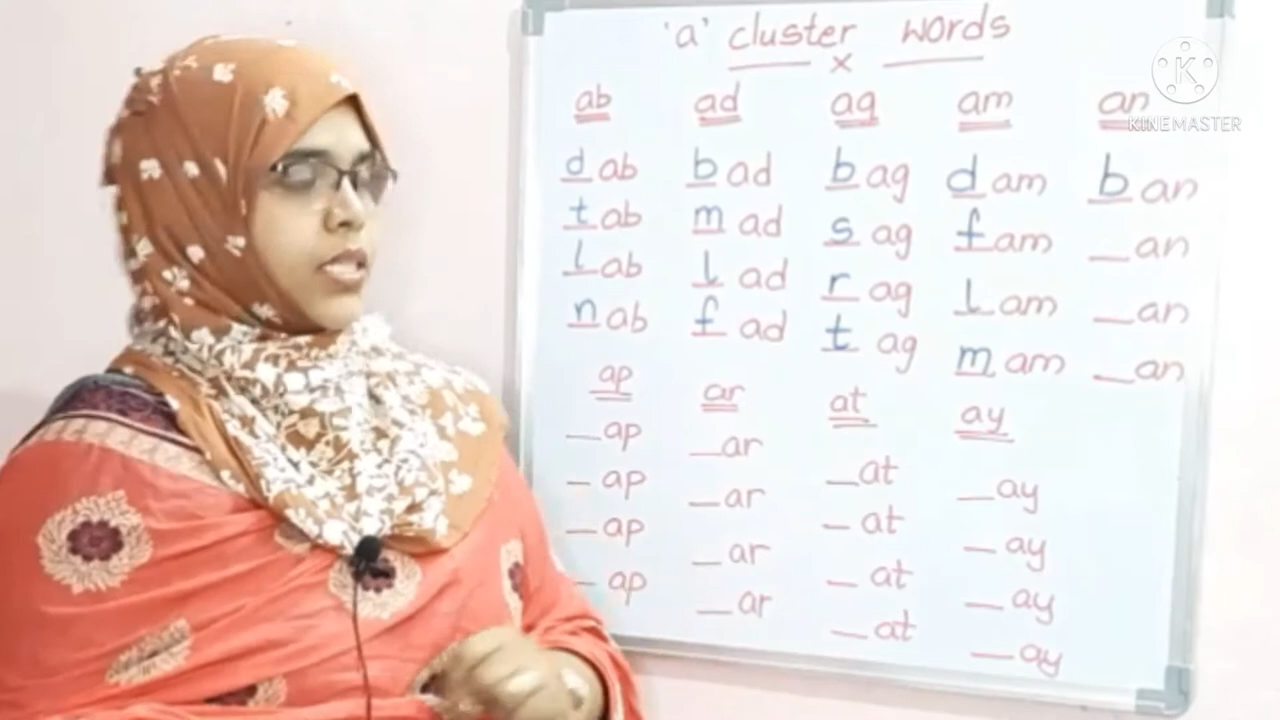 'a' cluster words
x
ab ad ag am an
dab bad bag dam ban
tab mad sag fam _an
lab lad rag lam _an
nab fad tag mam _an
ap ar at ay
_ap _ar _at _ay
_ap _ar _at _ay
_ap _ar _at _ay
_ap _ar _at _ay
K
KINEMASTER